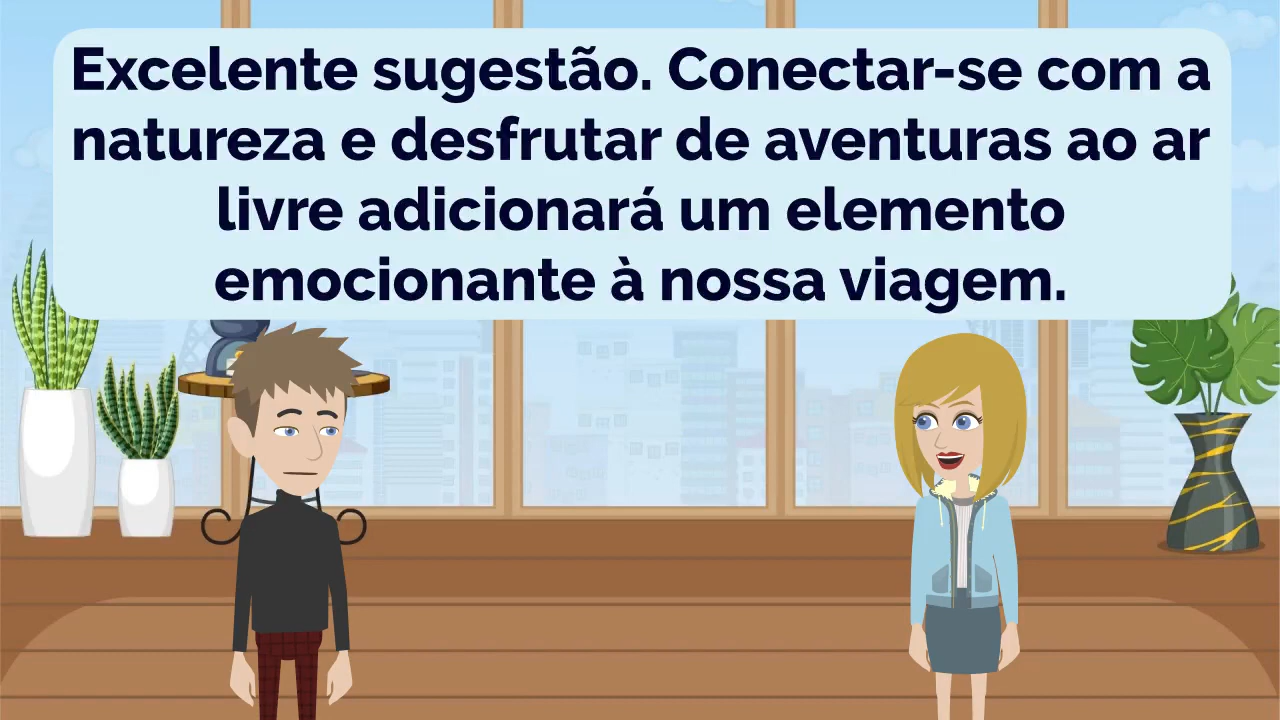 Excelente sugestão. Conectar-se com a
natureza e desfrutar de aventuras ao ar
livre adicionará um elemento
emocionante à nossa viagem.